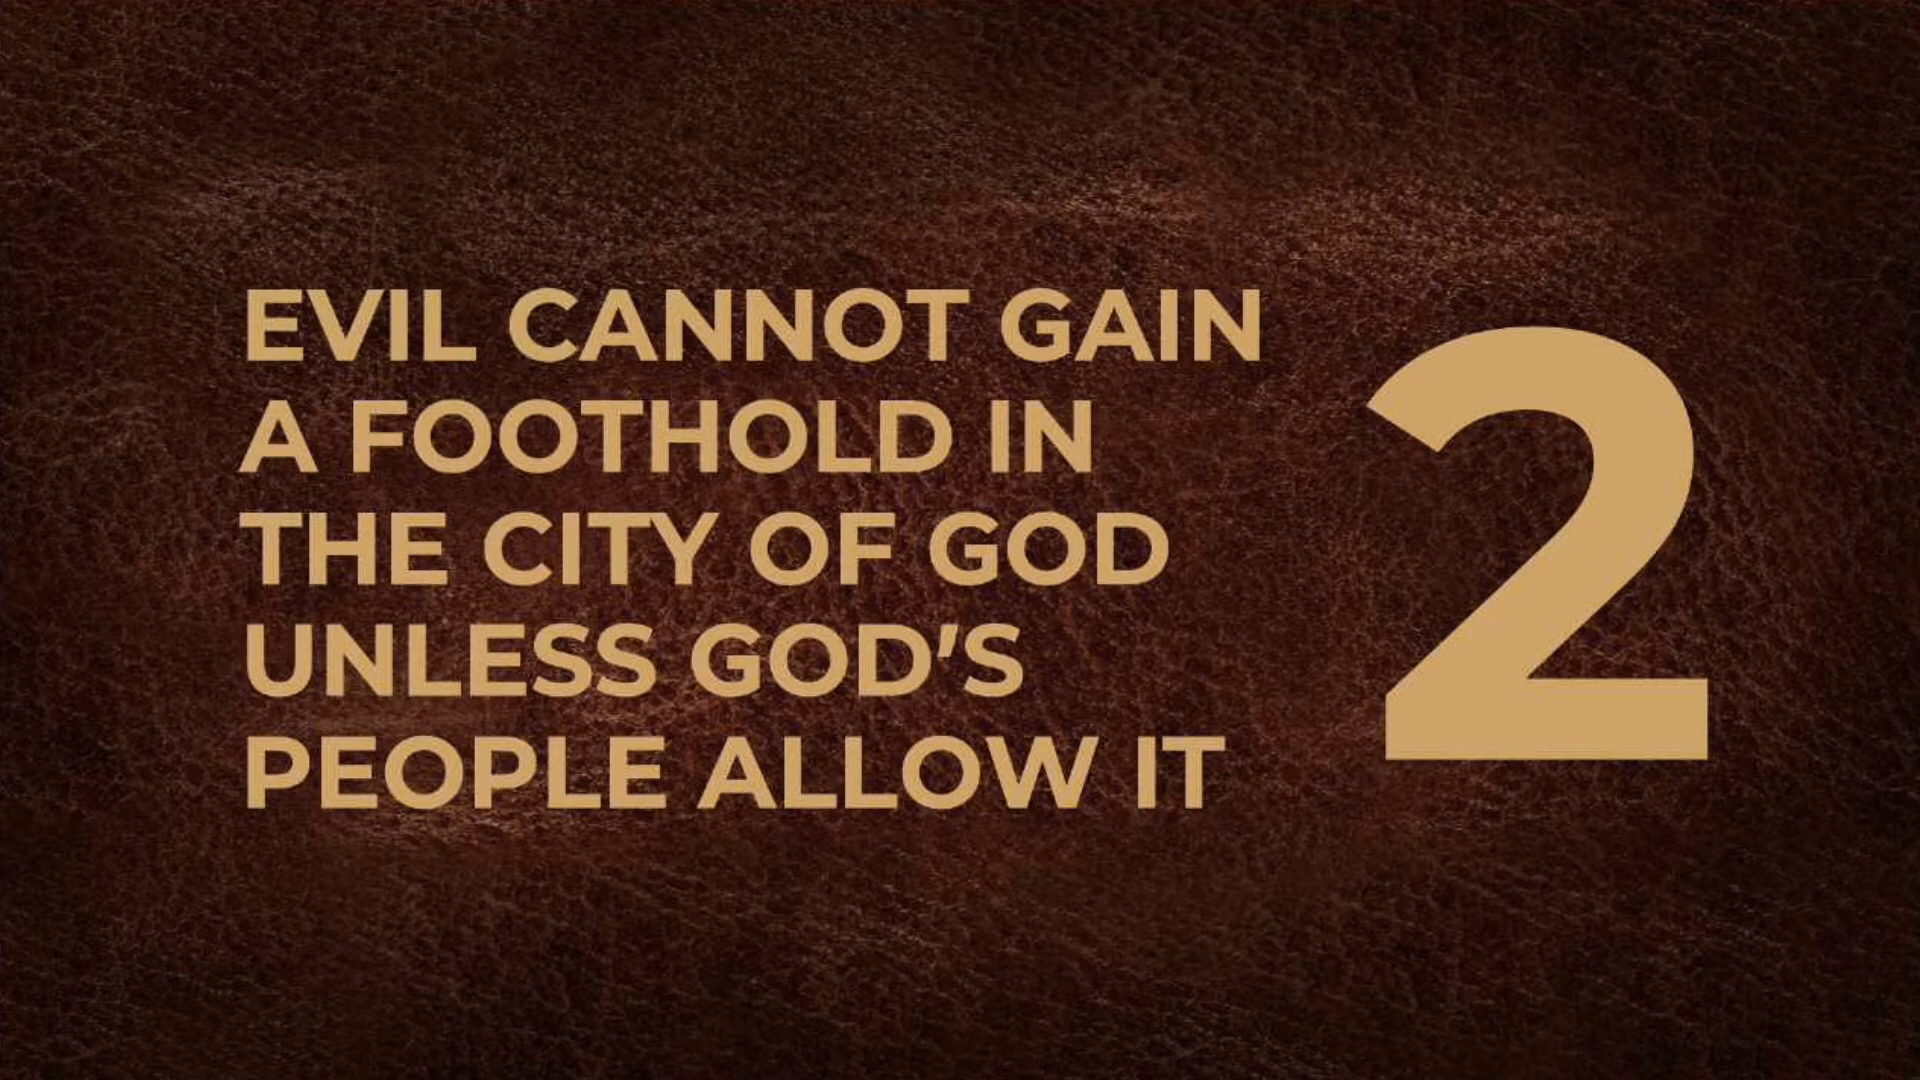 EVIL CANNOT GAIN
A FOOTHOLD IN
THE CITY OF GOD
UNLESS GOD'S
PEOPLE ALLOW IT
2